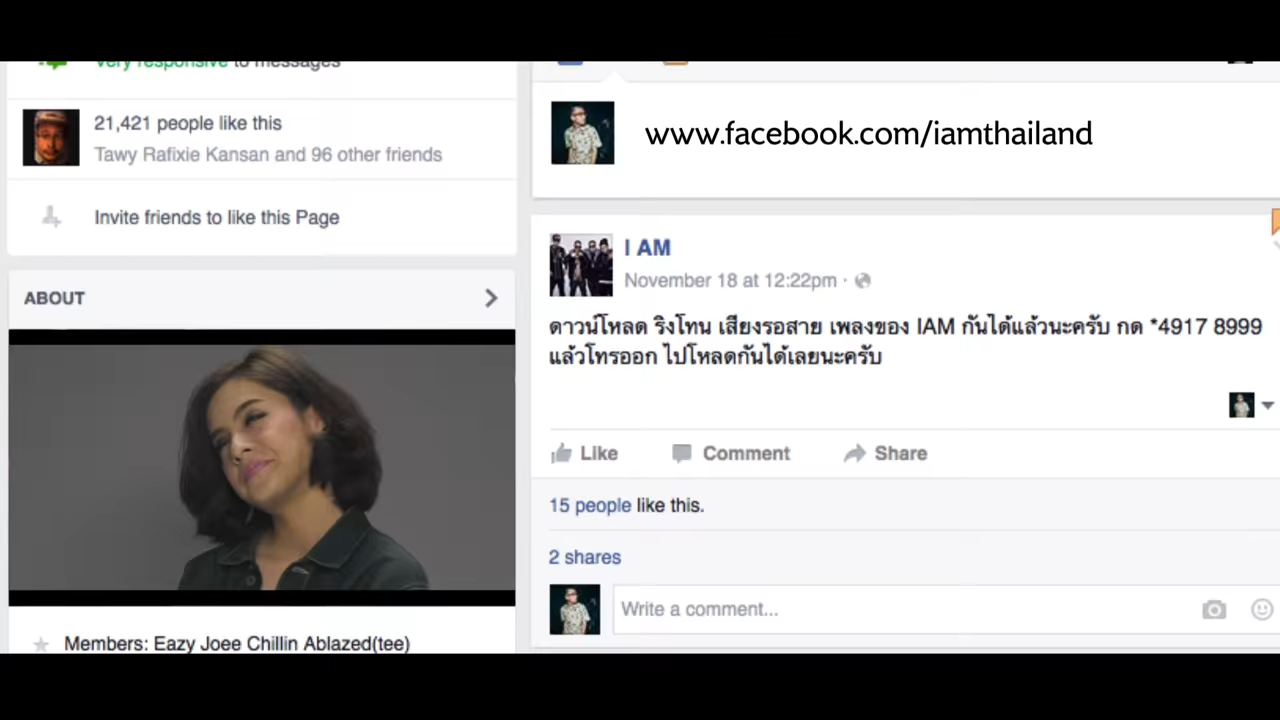 Very responsive to messages
21,421 people like this
Tawy Rafixie Kansan and 96 other friends
Invite friends to like this Page
ABOUT
Members: Eazy Joee Chillin Ablazed(tee)
www.facebook.com/iamthailand
I AM
November 18 at 12:22pm ·
ดาวน์โหลด ริงโทน เสียงรอสาย เพลงของ IAM กันได้แล้วนะครับ กด *4917 8999
แล้วโทรออก ไปโหลดกันได้เลยนะครับ
Like Comment Share
15 people like this.
2 shares
Write a comment...